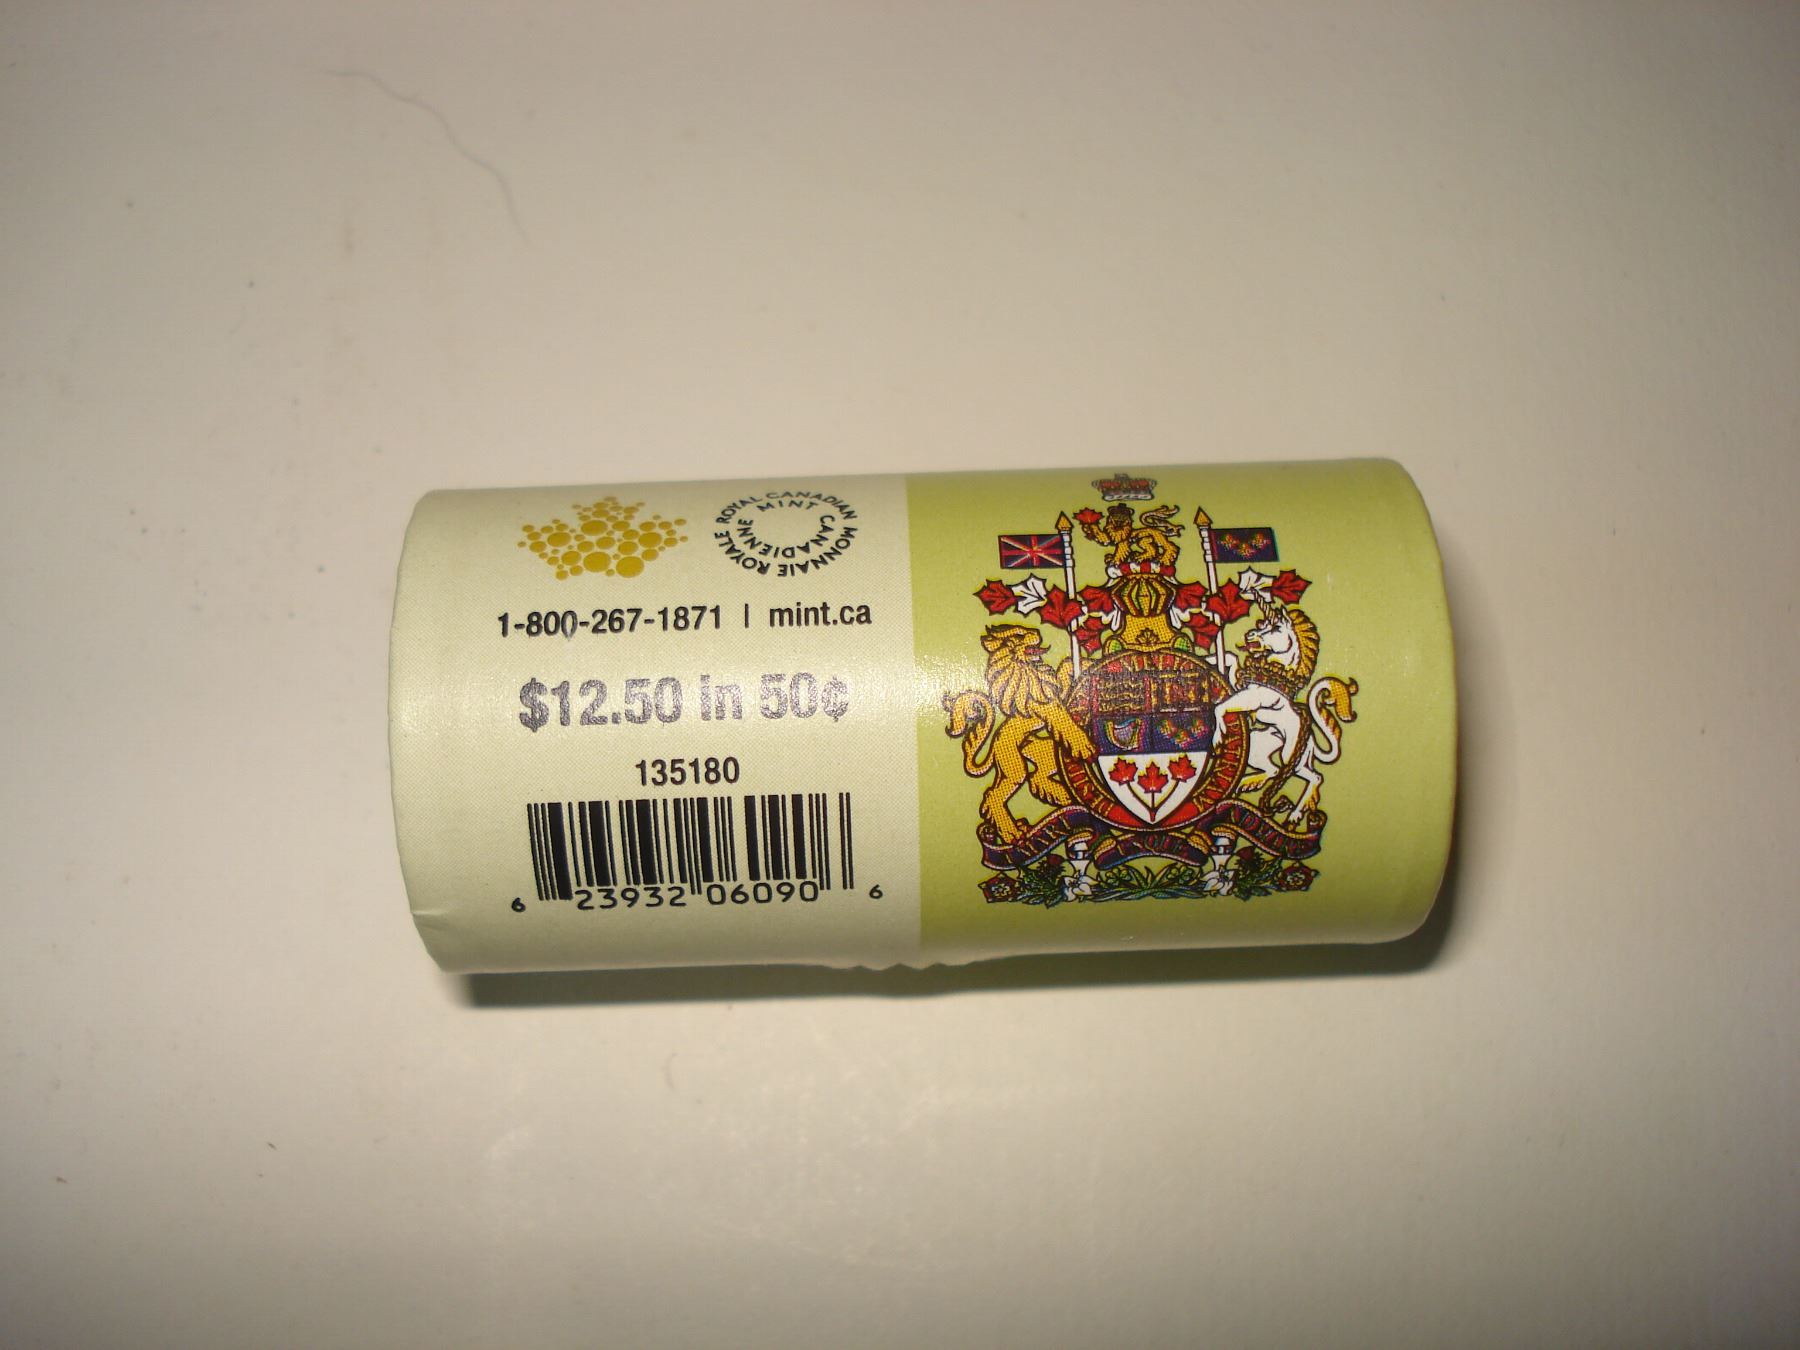 ROYAL CANADIAN MINT
MONNAIE ROYALE CANADIENNE
1-800-267-1871 | mint.ca
$12.50 in 50¢
135180
6 23932 06090 6